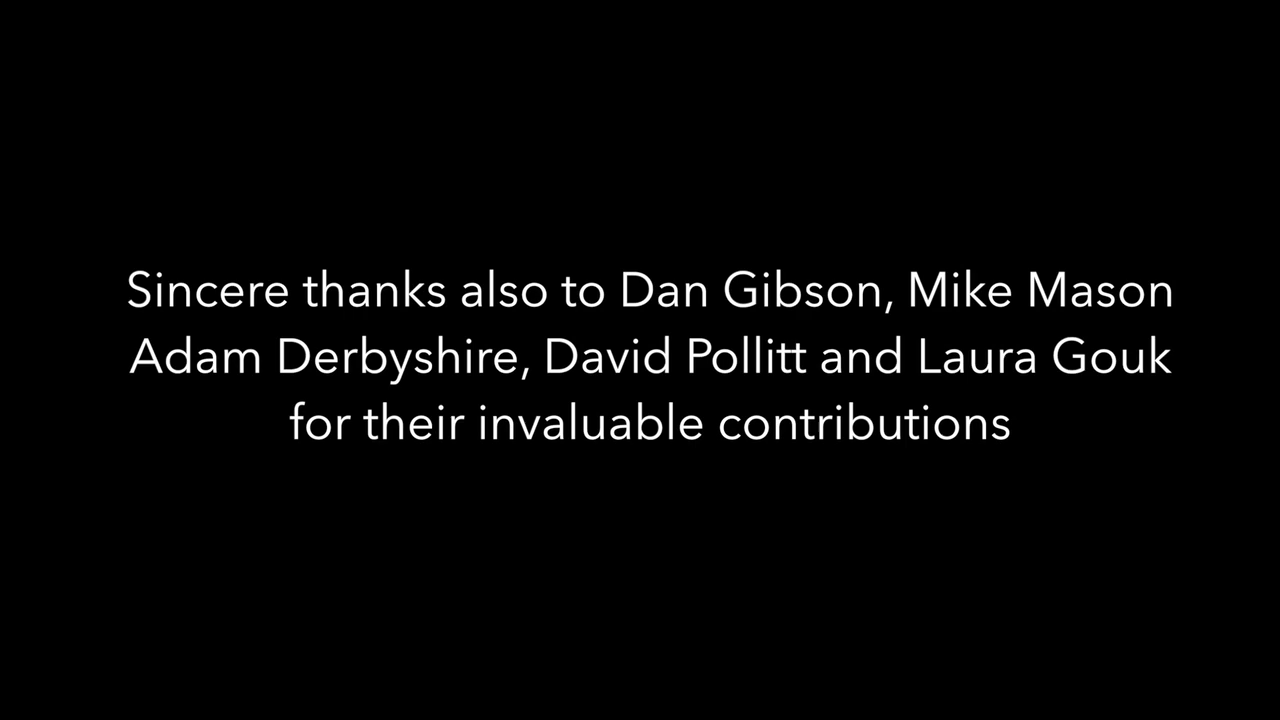 Sincere thanks also to Dan Gibson, Mike Mason
Adam Derbyshire, David Pollitt and Laura Gouk
for their invaluable contributions